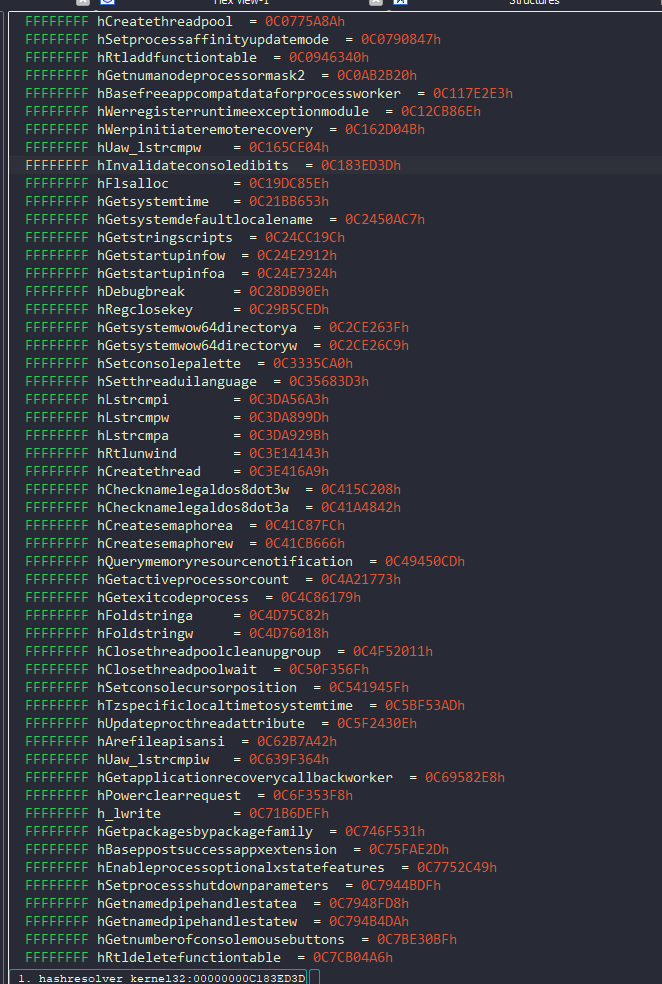 Hex View-1 Structures
FFFFFFFF hCreatethreadpool = 0C0775A8Ah
FFFFFFFF hSetprocessaffinityupdatemode = 0C0790847h
FFFFFFFF hRtladdfunctiontable = 0C0946340h
FFFFFFFF hGetnumanodeprocessormask2 = 0C0AB2B20h
FFFFFFFF hBasefreeappcompatdataforprocessworker = 0C117E2E3h
FFFFFFFF hWerregisterruntimeexceptionmodule = 0C12CB86Eh
FFFFFFFF hWerpinitiateremoterecovery = 0C162D04Bh
FFFFFFFF hUaw_lstrcmpw = 0C165CE04h
FFFFFFFF hInvalidateconsoledibits = 0C183ED3Dh
FFFFFFFF hFlsalloc = 0C19DC85Eh
FFFFFFFF hGetsystemtime = 0C21BB653h
FFFFFFFF hGetsystemdefaultlocalename = 0C2450AC7h
FFFFFFFF hGetstringscripts = 0C24CC19Ch
FFFFFFFF hGetstartupinfow = 0C24E2912h
FFFFFFFF hGetstartupinfoa = 0C24E7324h
FFFFFFFF hDebugbreak = 0C28DB90Eh
FFFFFFFF hRegclosekey = 0C29B5CEDh
FFFFFFFF hGetsystemwow64directorya = 0C2CE263Fh
FFFFFFFF hGetsystemwow64directoryw = 0C2CE26C9h
FFFFFFFF hSetconsolepalette = 0C3335CA0h
FFFFFFFF hSetthreaduilanguage = 0C35683D3h
FFFFFFFF hLstrcmpi = 0C3DA56A3h
FFFFFFFF hLstrcmpw = 0C3DA899Dh
FFFFFFFF hLstrcmpa = 0C3DA929Bh
FFFFFFFF hRtlunwind = 0C3E14143h
FFFFFFFF hCreatethread = 0C3E416A9h
FFFFFFFF hChecknamelegaldos8dot3w = 0C415C208h
FFFFFFFF hChecknamelegaldos8dot3a = 0C41A4842h
FFFFFFFF hCreatesemaphorea = 0C41C87FCh
FFFFFFFF hCreatesemaphorew = 0C41CB666h
FFFFFFFF hQuerymemoryresourcenotification = 0C49450CDh
FFFFFFFF hGetactiveprocessorcount = 0C4A21773h
FFFFFFFF hGetexitcodeprocess = 0C4C86179h
FFFFFFFF hFoldstringa = 0C4D75C82h
FFFFFFFF hFoldstringw = 0C4D76018h
FFFFFFFF hClosethreadpoolcleanupgroup = 0C4F52011h
FFFFFFFF hClosethreadpoolwait = 0C50F356Fh
FFFFFFFF hSetconsolecursorposition = 0C541945Fh
FFFFFFFF hTzspecificlocaltimetosystemtime = 0C5BF53ADh
FFFFFFFF hUpdateprocthreadattribute = 0C5F2430Eh
FFFFFFFF hArefileapisansi = 0C62B7A42h
FFFFFFFF hUaw_lstrcmpiw = 0C639F364h
FFFFFFFF hGetapplicationrecoverycallbackworker = 0C69582E8h
FFFFFFFF hPowerclearrequest = 0C6F353F8h
FFFFFFFF h_lwrite = 0C71B6DEFh
FFFFFFFF hGetpackagesbypackagefamily = 0C746F531h
FFFFFFFF hBaseppostsuccessappxextension = 0C75FAE2Dh
FFFFFFFF hEnableprocessoptionalxstatefeatures = 0C7752C49h
FFFFFFFF hSetprocessshutdownparameters = 0C7944BDFh
FFFFFFFF hGetnamedpipehandlestatea = 0C7948FD8h
FFFFFFFF hGetnamedpipehandlestatew = 0C794B4DAh
FFFFFFFF hGetnumberofconsolemousebuttons = 0C7BE30BFh
FFFFFFFF hRtldeletefunctiontable = 0C7CB04A6h
1. hashresolver_kernel32:00000000C183ED3D